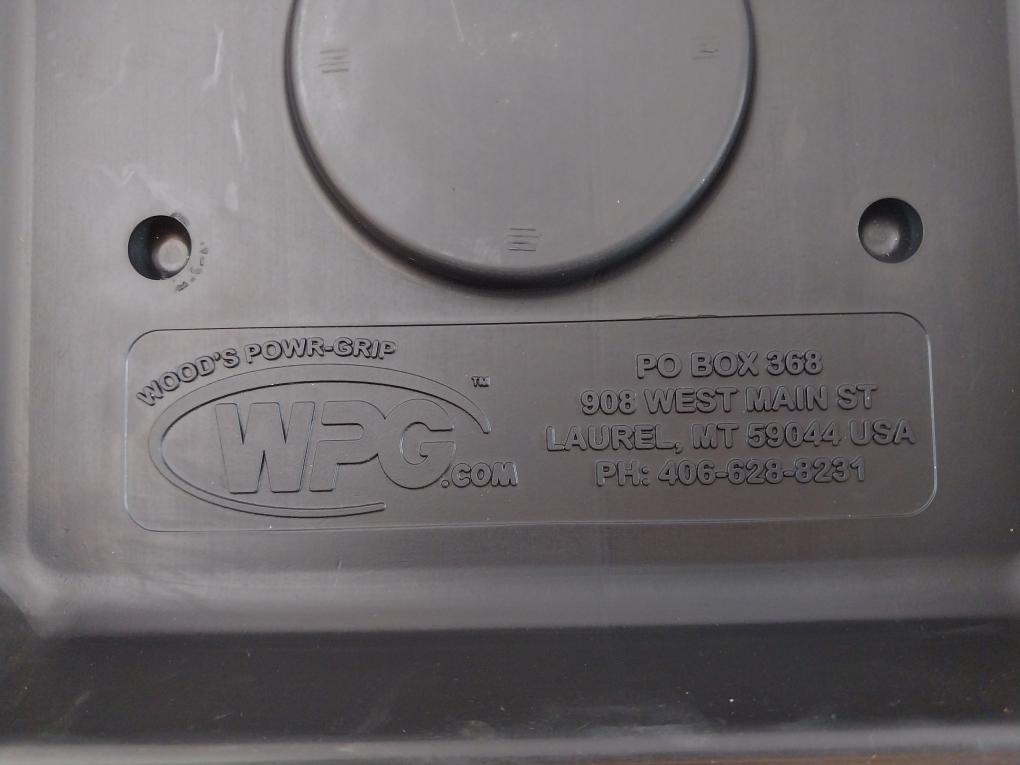 WOOD'S POWR-GRIP
TM
WPG.COM
PO BOX 368
908 WEST MAIN ST
LAUREL, MT 59044 USA
PH: 406-628-8231